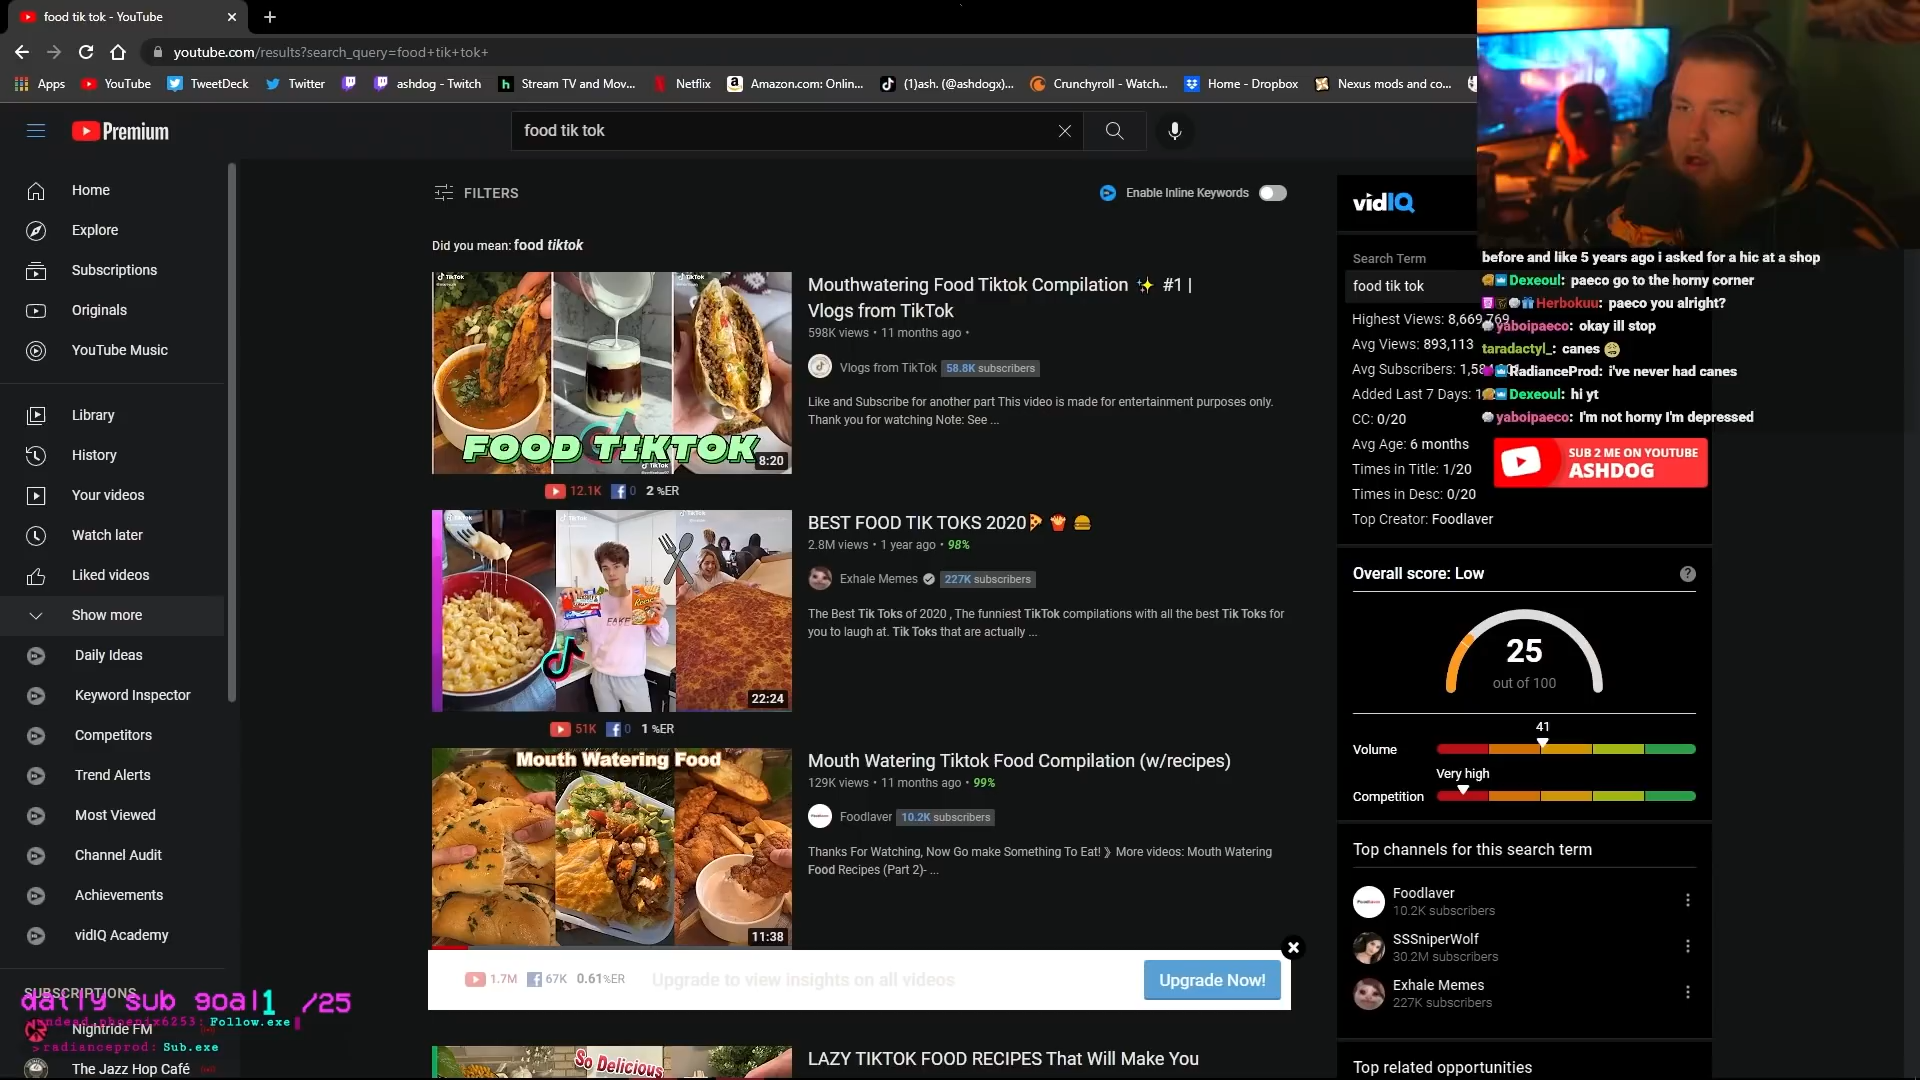 food tik tok - YouTube
youtube.com/results?search_query=food+tik+tok+
Apps
YouTube
TweetDeck
Twitter
ashdog - Twitch
Stream TV and Mov...
Netflix
Amazon.com: Onlin...
(1)ash. (@ashdogx)...
Crunchyroll - Watch...
Home - Dropbox
Nexus mods and co...
Premium
food tik tok
Home
Explore
Subscriptions
Originals
YouTube Music
Library
History
Your videos
Watch later
Liked videos
Show more
Daily Ideas
Keyword Inspector
Competitors
Trend Alerts
Most Viewed
Channel Audit
Achievements
vidIQ Academy
SUBSCRIPTIONS
daily sub goal 1 /25
undead_phoenix6253: Follow.exe
Nightride FM
>radianceprod: Sub.exe
The Jazz Hop Café
FILTERS
Enable Inline Keywords
Did you mean: food tiktok
TikTok
TikTok
FOOD TIKTOK
TikTok
8:20
12.1K 0 2 %ER
Mouthwatering Food Tiktok Compilation ✨ #1 |
Vlogs from TikTok
598K views • 11 months ago •
Vlogs from TikTok 58.8K subscribers
Like and Subscribe for another part This video is made for entertainment purposes only.
Thank you for watching Note: See ...
FAKE
22:24
51K 0 1 %ER
BEST FOOD TIK TOKS 2020🍕 🍟 🍔
2.8M views • 1 year ago • 98%
Exhale Memes 227K subscribers
The Best Tik Toks of 2020 , The funniest TikTok compilations with all the best Tik Toks for
you to laugh at. Tik Toks that are actually ...
Mouth Watering Food
11:38
Mouth Watering Tiktok Food Compilation (w/recipes)
129K views • 11 months ago • 99%
Foodlaver 10.2K subscribers
Thanks For Watching, Now Go make Something To Eat! 》More videos: Mouth Watering
Food Recipes (Part 2)- ...
1.7M 67K 0.61%ER Upgrade to view insights on all videos Upgrade Now!
So Delicious
LAZY TIKTOK FOOD RECIPES That Will Make You
vidIQ
Search Term
food tik tok
Highest Views: 8,669,769
Avg Views: 893,113
Avg Subscribers:
Added Last 7 Days:
CC: 0/20
Avg Age: 6 months
Times in Title: 1/20
Times in Desc: 0/20
Top Creator: Foodlaver
before and like 5 years ago i asked for a hic at a shop
Dexeoul: paeco go to the horny corner
Herbokuu: paeco you alright?
yaboipaeco: okay ill stop
taradactyl_: canes
RadianceProd: i've never had canes
Dexeoul: hi yt
yaboipaeco: I'm not horny I'm depressed
SUB 2 ME ON YOUTUBE
ASHDOG
Overall score: Low
25
out of 100
41
Volume
Very high
Competition
Top channels for this search term
Foodlaver
10.2K subscribers
SSSniperWolf
30.2M subscribers
Exhale Memes
227K subscribers
Top related opportunities